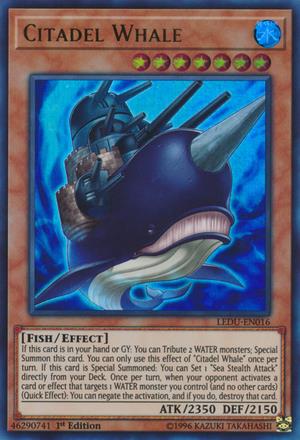 CITADEL WHALE
水
LEDU-EN016
[FISH/EFFECT]
If this card is in your hand or GY: You can Tribute 2 WATER monsters; Special
Summon this card. You can only use this effect of "Citadel Whale" once per
turn. If this card is Special Summoned: You can Set 1 "Sea Stealth Attack"
directly from your Deck. Once per turn, when your opponent activates a
card or effect that targets 1 WATER monster you control (and no other cards)
(Quick Effect): You can negate the activation, and if you do, destroy that card.
ATK/2350 DEF/2150
46290741 1st Edition ©1996 KAZUKI TAKAHASHI